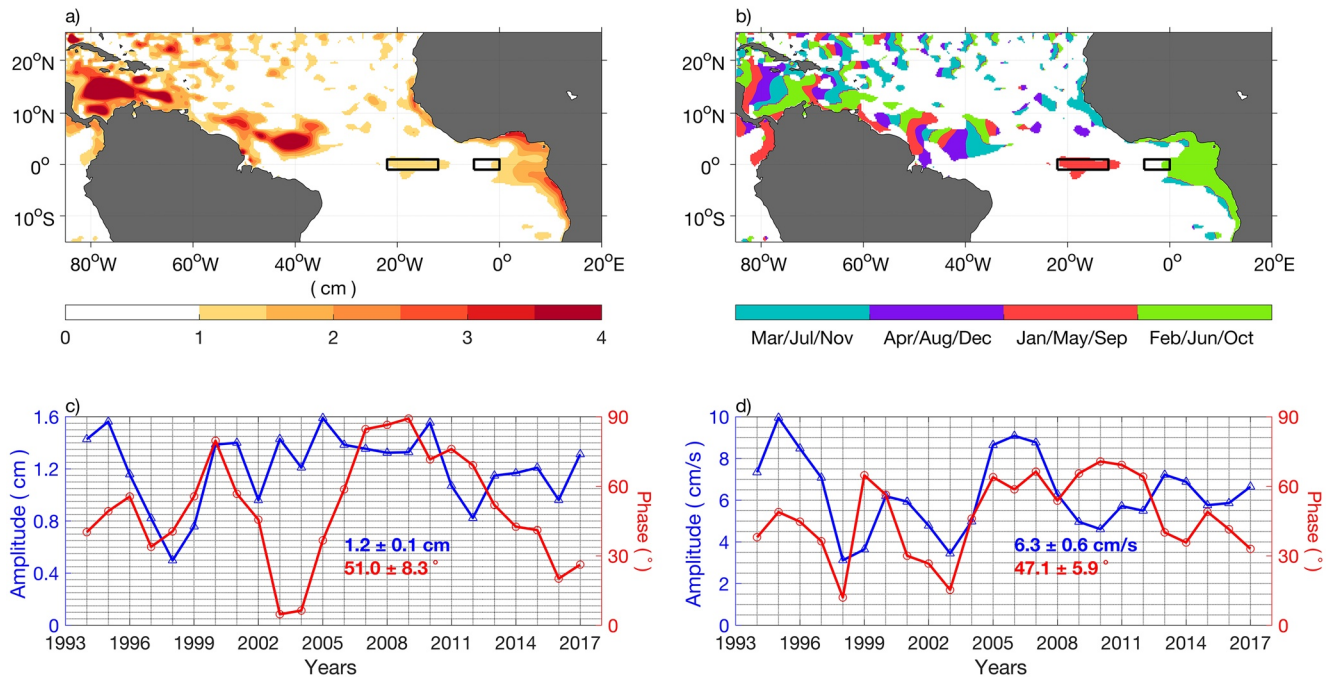 a)
20°N
10°N
0°
10°S
80°W 60°W 40°W 20°W 0° 20°E
( cm )
0 1 2 3 4
b)
20°N
10°N
0°
10°S
80°W 60°W 40°W 20°W 0° 20°E
Mar/Jul/Nov Apr/Aug/Dec Jan/May/Sep Feb/Jun/Oct
c)
Amplitude ( cm )
1.6
1.2
0.8
0.4
0
1.2 ± 0.1 cm
51.0 ± 8.3 °
90
60
30
0
Phase ( ° )
1993 1996 1999 2002 2005 2008 2011 2014 2017
Years
d)
Amplitude ( cm/s )
10
8
6
4
2
0
6.3 ± 0.6 cm/s
47.1 ± 5.9 °
90
60
30
0
Phase ( ° )
1993 1996 1999 2002 2005 2008 2011 2014 2017
Years